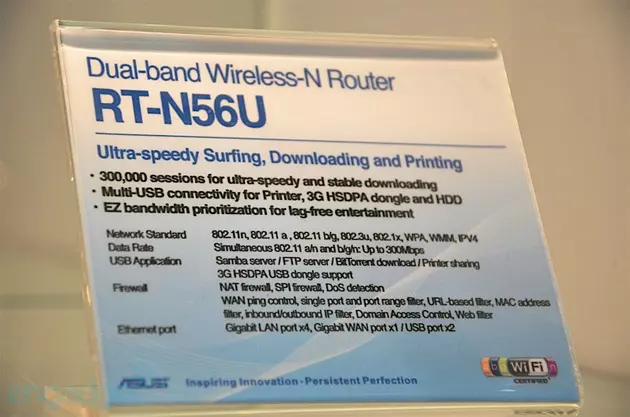 Dual-band Wireless-N Router
RT-N56U
Ultra-speedy Surfing, Downloading and Printing
· 300,000 sessions for ultra-speedy and stable downloading
· Multi-USB connectivity for Printer, 3G HSDPA dongle and HDD
· EZ bandwidth prioritization for lag-free entertainment
Network Standard 802.11n, 802.11 a , 802.11 b/g, 802.3u, 802.1x, WPA, WMM, IPV4
Data Rate Simultaneous 802.11 a/n and b/g/n: Up to 300Mbps
USB Application Samba server / FTP server / BitTorrent download / Printer sharing
3G HSDPA USB dongle support
Firewall NAT firewall, SPI firewall, DoS detection
WAN ping control, single port and port range filter, URL-based filter, MAC address
filter, inbound/outbound IP filter, Domain Access Control, Web filter
Ethernet port Gigabit LAN port x4, Gigabit WAN port x1 / USB port x2
ASUS Inspiring Innovation · Persistent Perfection
Wi Fi
CERTIFIED
engadget